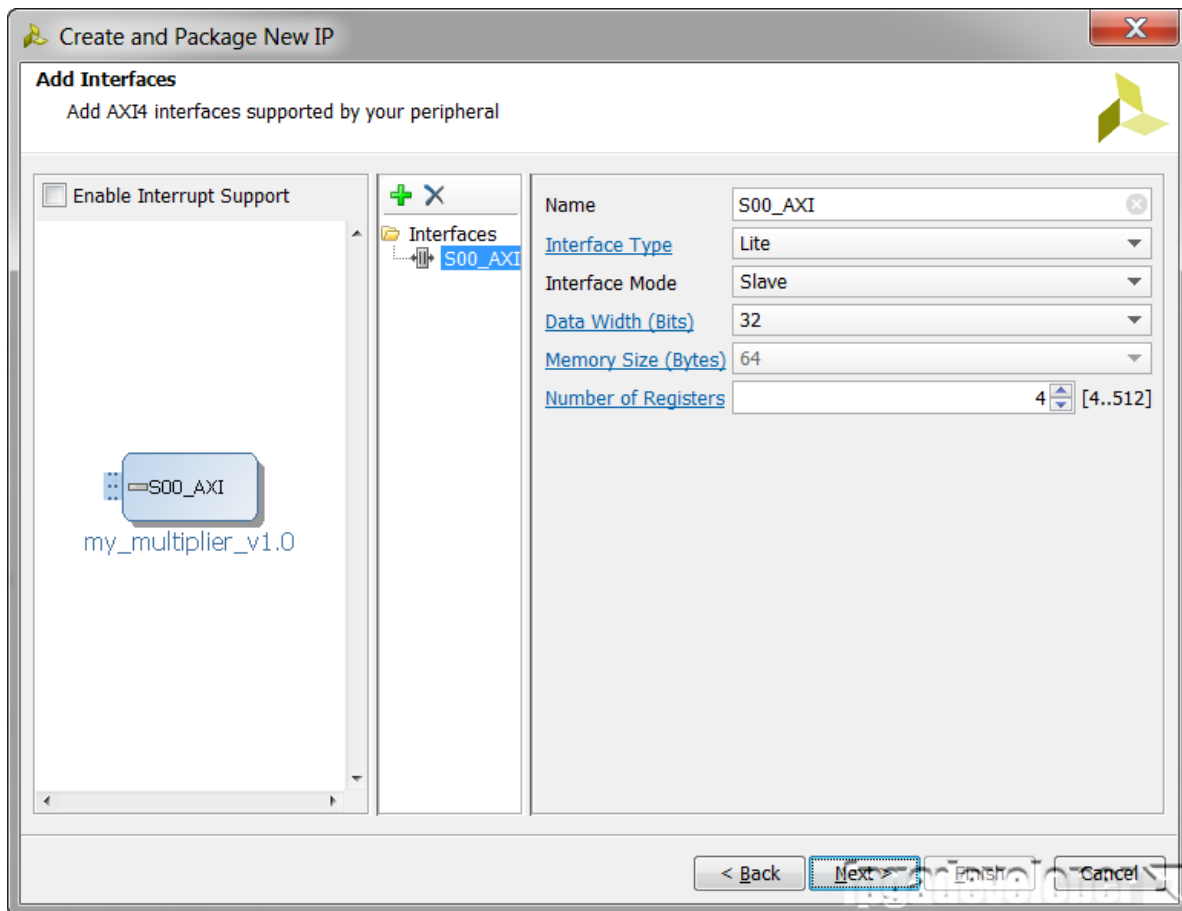 Create and Package New IP
Add Interfaces
Add AXI4 interfaces supported by your peripheral
Enable Interrupt Support
S00_AXI
my_multiplier_v1.0
Interfaces
S00_AXI
Name S00_AXI
Interface Type Lite
Interface Mode Slave
Data Width (Bits) 32
Memory Size (Bytes) 64
Number of Registers 4 [4..512]
< Back Next > Finish Cancel
fpgadeveloper